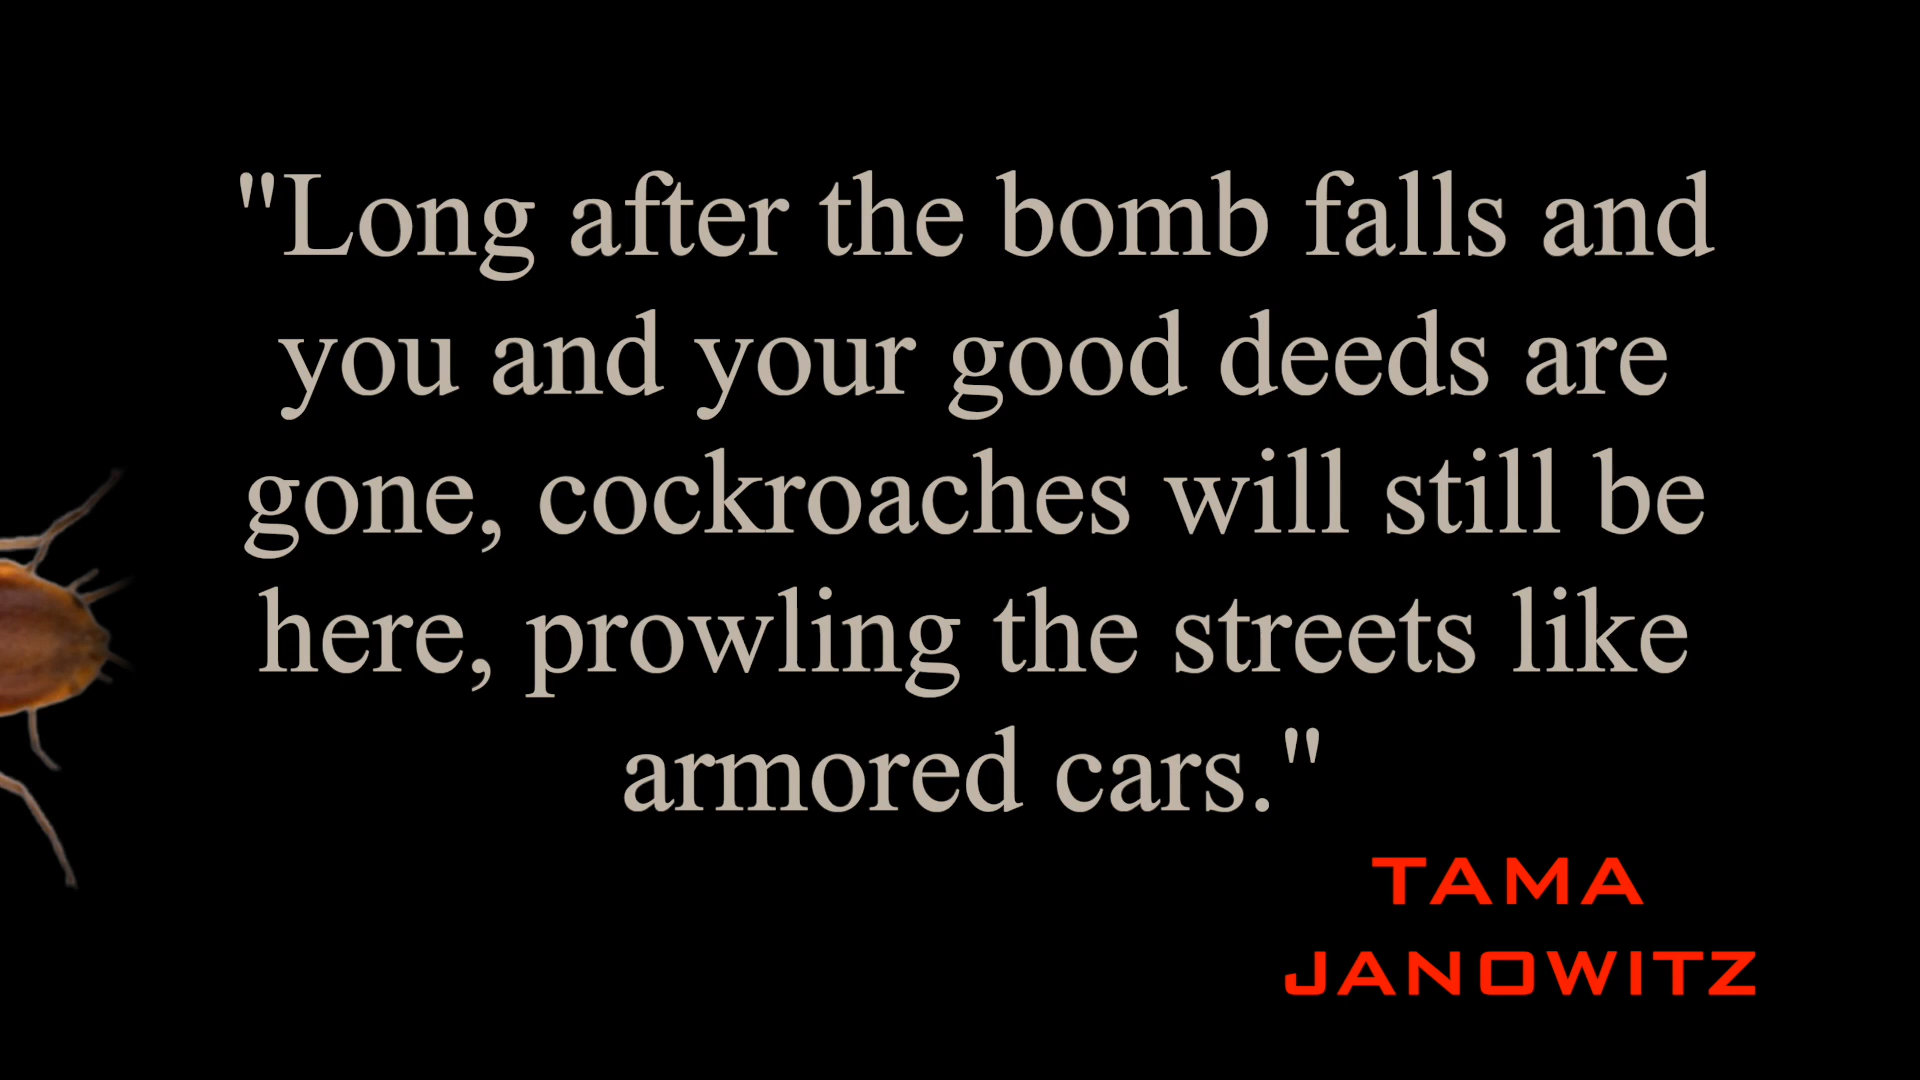 "Long after the bomb falls and
you and your good deeds are
gone, cockroaches will still be
here, prowling the streets like
armored cars."
TAMA
JANOWITZ